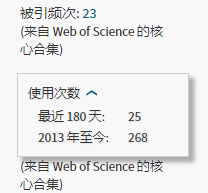 被引频次: 23
(来自 Web of Science 的核
心合集)
使用次数
最近 180 天: 25
2013 年至今: 268
(来自 Web of Science 的核
心合集)